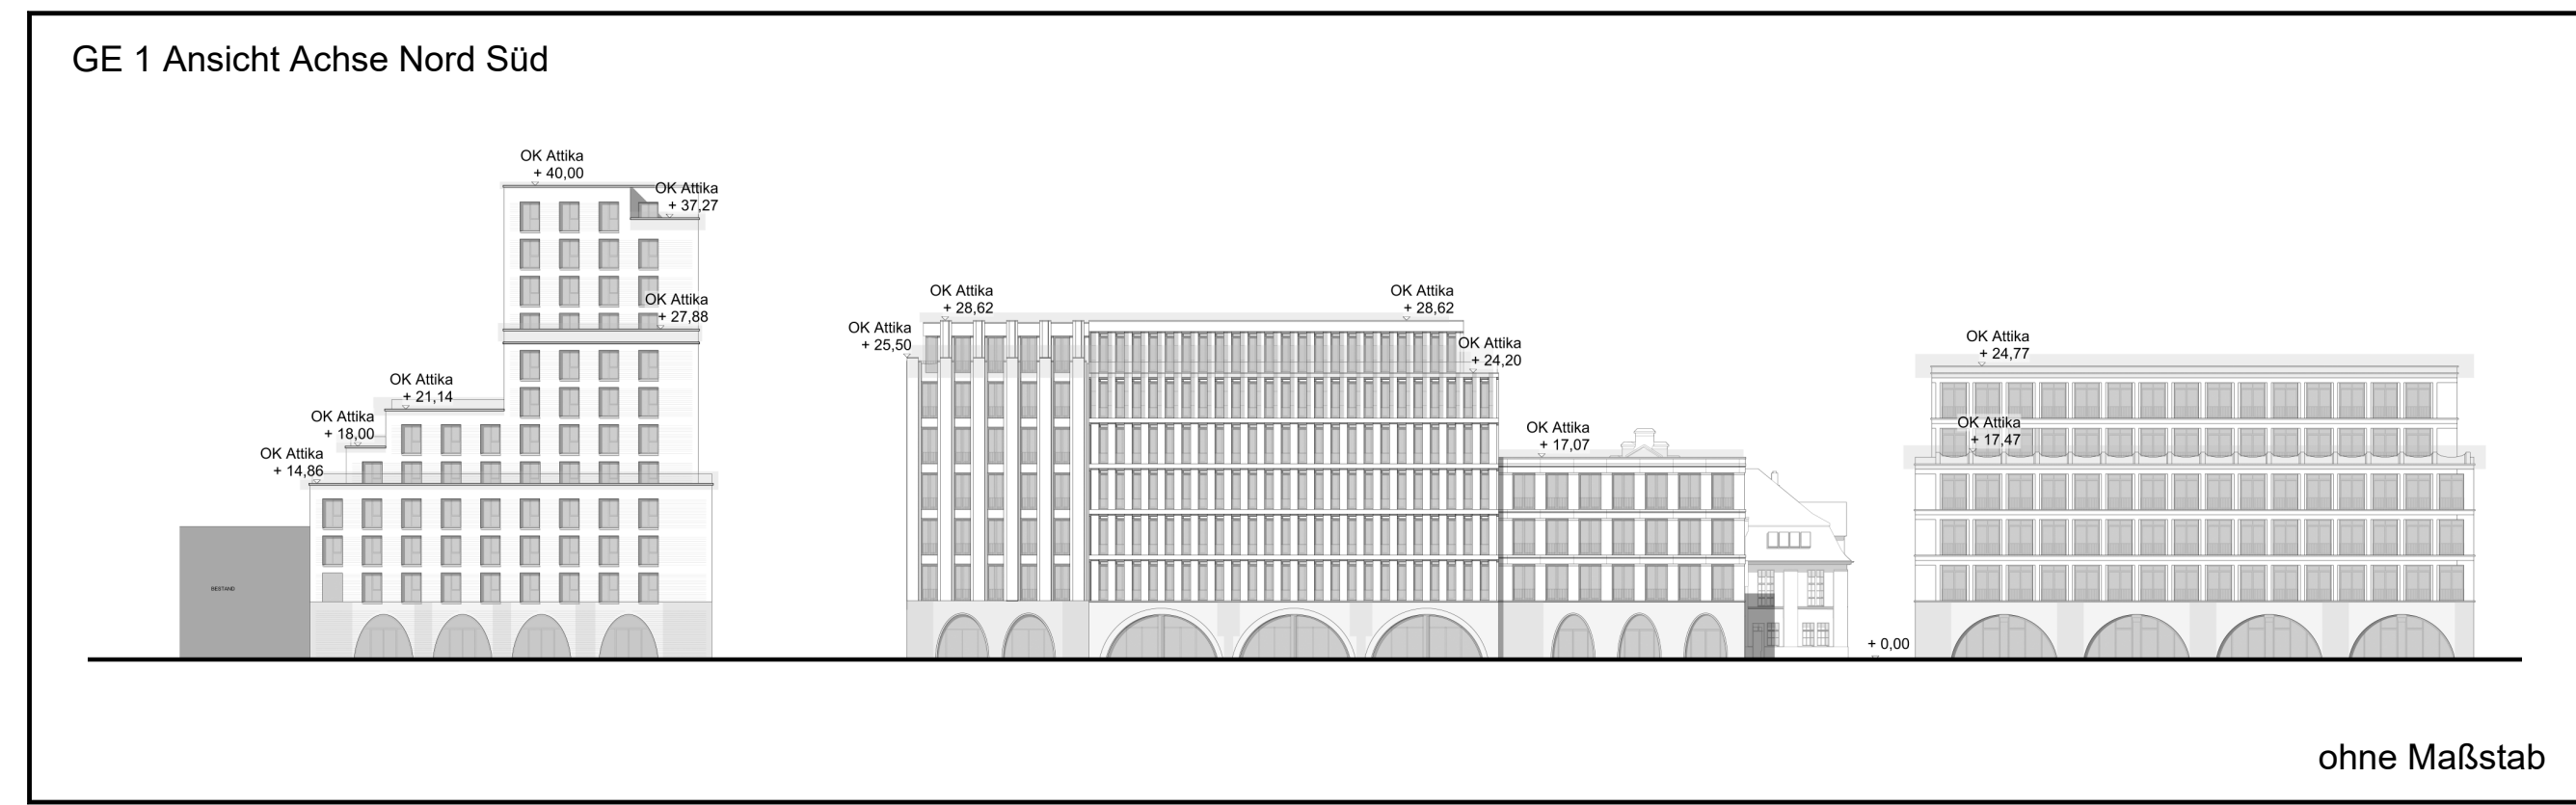 GE 1 Ansicht Achse Nord Süd
OK Attika
+ 40,00
OK Attika
+ 37,27
OK Attika
+ 27,88
OK Attika
+ 21,14
OK Attika
+ 18,00
OK Attika
+ 14,86
BESTAND
OK Attika
+ 28,62
OK Attika
+ 25,50
OK Attika
+ 28,62
OK Attika
+ 24,20
OK Attika
+ 17,07
+ 0,00
OK Attika
+ 24,77
OK Attika
+ 17,47
ohne Maßstab